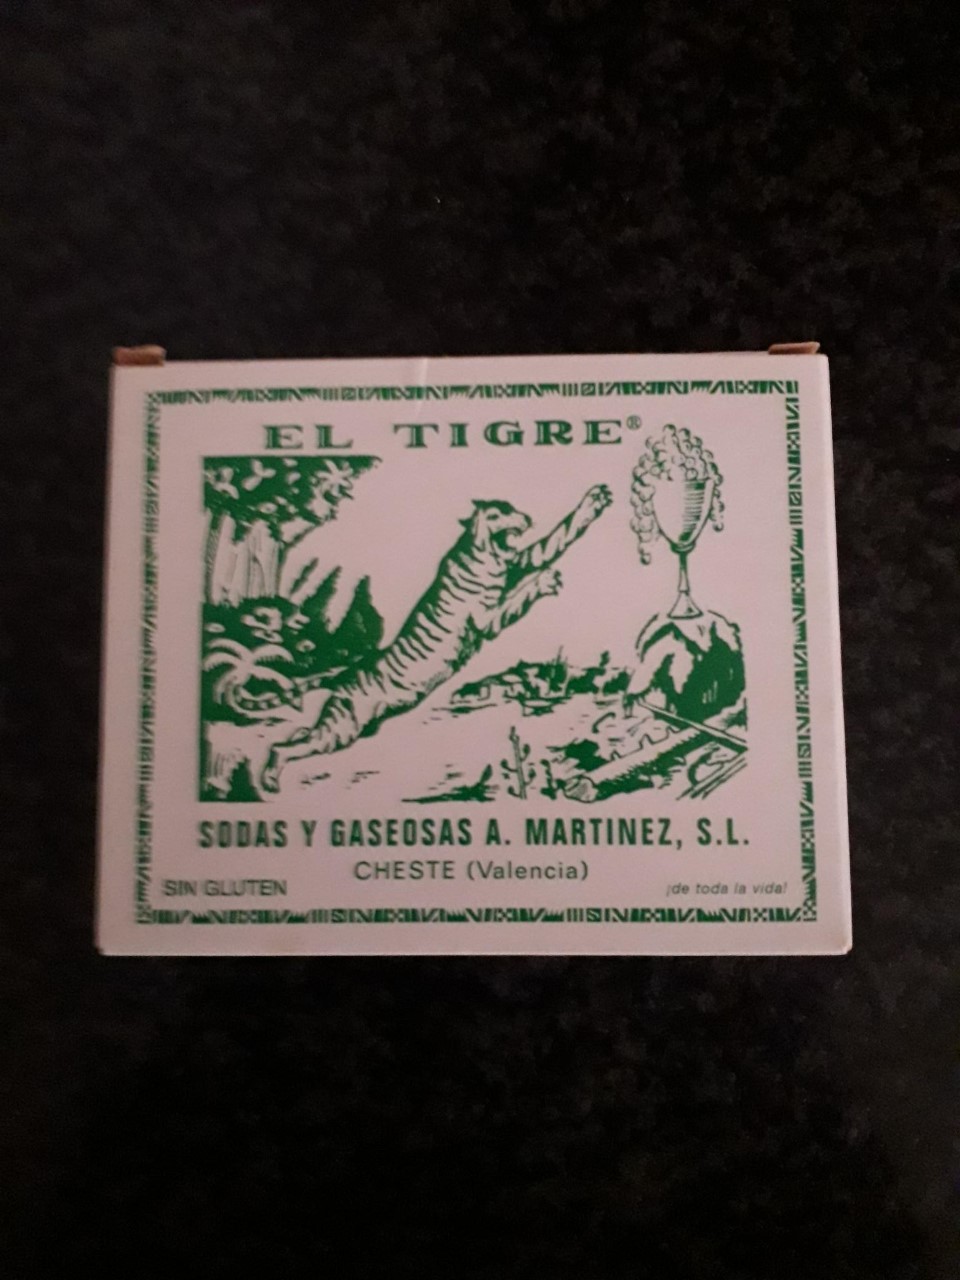 EL TIGRE®
SODAS Y GASEOSAS A. MARTINEZ, S.L.
CHESTE (Valencia)
SIN GLUTEN
¡de toda la vida!